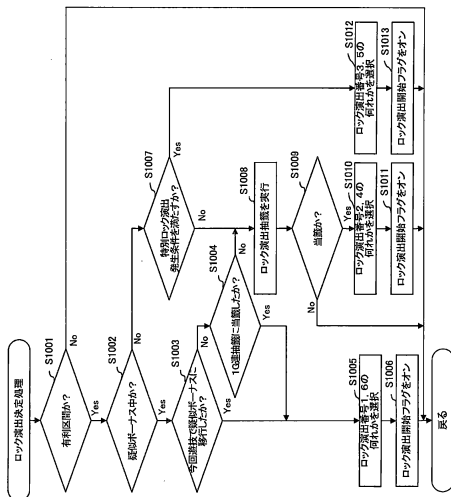 ロック演出決定処理
S1001
有利区間か?
No
Yes
S1002
疑似ボーナス中か?
No
Yes
S1003
今回遊技で疑似ボーナスに
移行したか?
No
Yes
S1004
1G連抽籤に当籤したか?
No
Yes
S1005
ロック演出番号1, 6の
何れかを選択
S1006
ロック演出開始フラグをオン
S1007
特別ロック演出
発生条件を満たすか?
Yes
No
S1008
ロック演出抽籤を実行
S1009
当籤か?
No
Yes
S1010
ロック演出番号2, 4の
何れかを選択
S1011
ロック演出開始フラグをオン
S1012
ロック演出番号3, 5の
何れかを選択
S1013
ロック演出開始フラグをオン
戻る